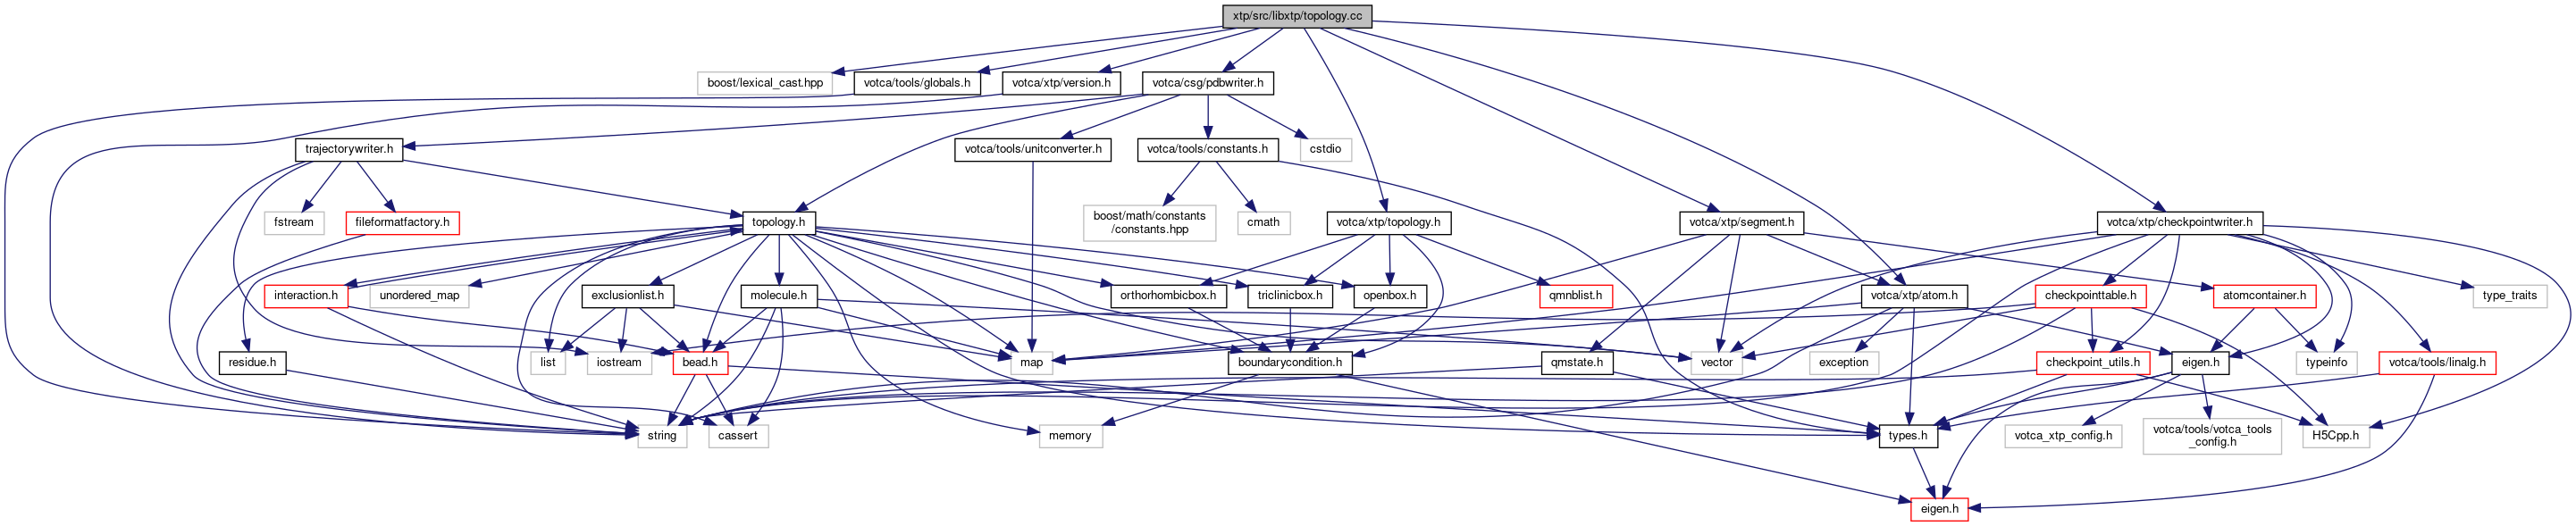 xtp/src/libxtp/topology.cc
boost/lexical_cast.hpp
votca/tools/globals.h
votca/xtp/version.h
votca/csg/pdbwriter.h
trajectorywriter.h
votca/tools/unitconverter.h
votca/tools/constants.h
cstdio
fstream
fileformatfactory.h
topology.h
boost/math/constants
/constants.hpp
cmath
votca/xtp/topology.h
votca/xtp/segment.h
votca/xtp/checkpointwriter.h
interaction.h
unordered_map
exclusionlist.h
molecule.h
orthorhombicbox.h
triclinicbox.h
openbox.h
qmnblist.h
votca/xtp/atom.h
checkpointtable.h
atomcontainer.h
type_traits
residue.h
list
iostream
bead.h
map
boundarycondition.h
vector
qmstate.h
exception
checkpoint_utils.h
eigen.h
typeinfo
votca/tools/linalg.h
string
cassert
memory
types.h
votca_xtp_config.h
votca/tools/votca_tools
_config.h
H5Cpp.h
eigen.h